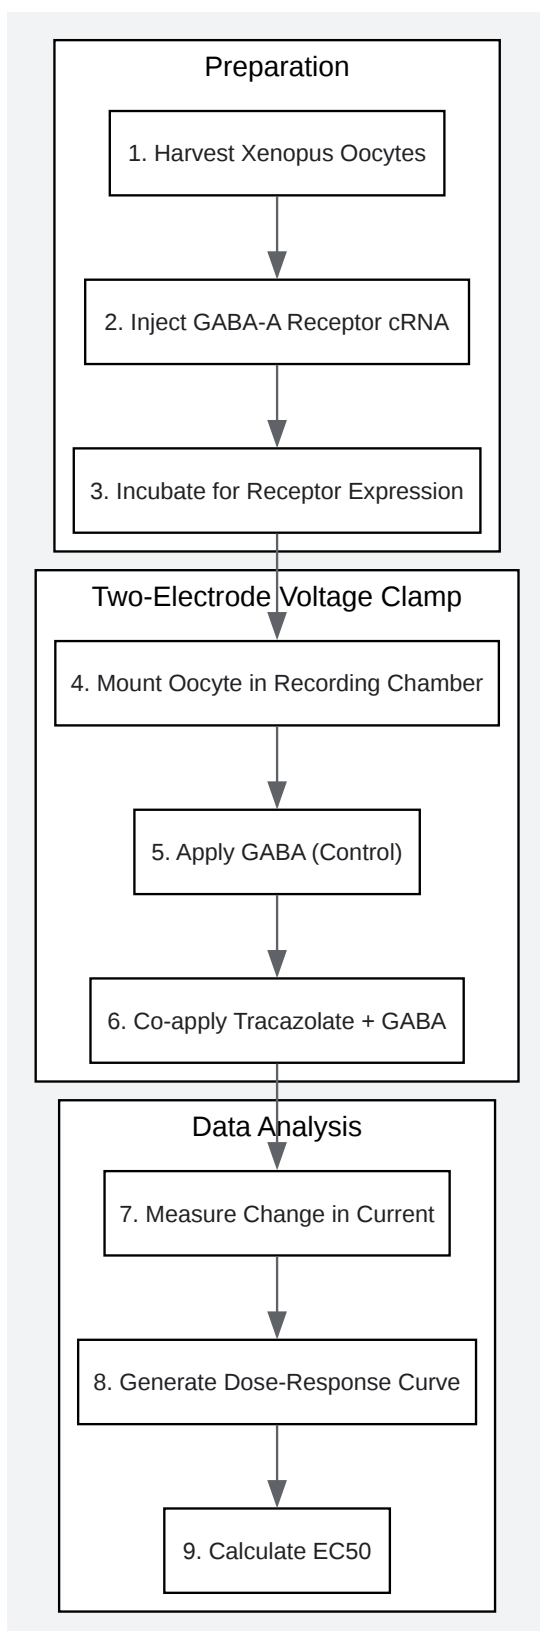 Preparation
1. Harvest Xenopus Oocytes
2. Inject GABA-A Receptor cRNA
3. Incubate for Receptor Expression
Two-Electrode Voltage Clamp
4. Mount Oocyte in Recording Chamber
5. Apply GABA (Control)
6. Co-apply Tracazolate + GABA
Data Analysis
7. Measure Change in Current
8. Generate Dose-Response Curve
9. Calculate EC50